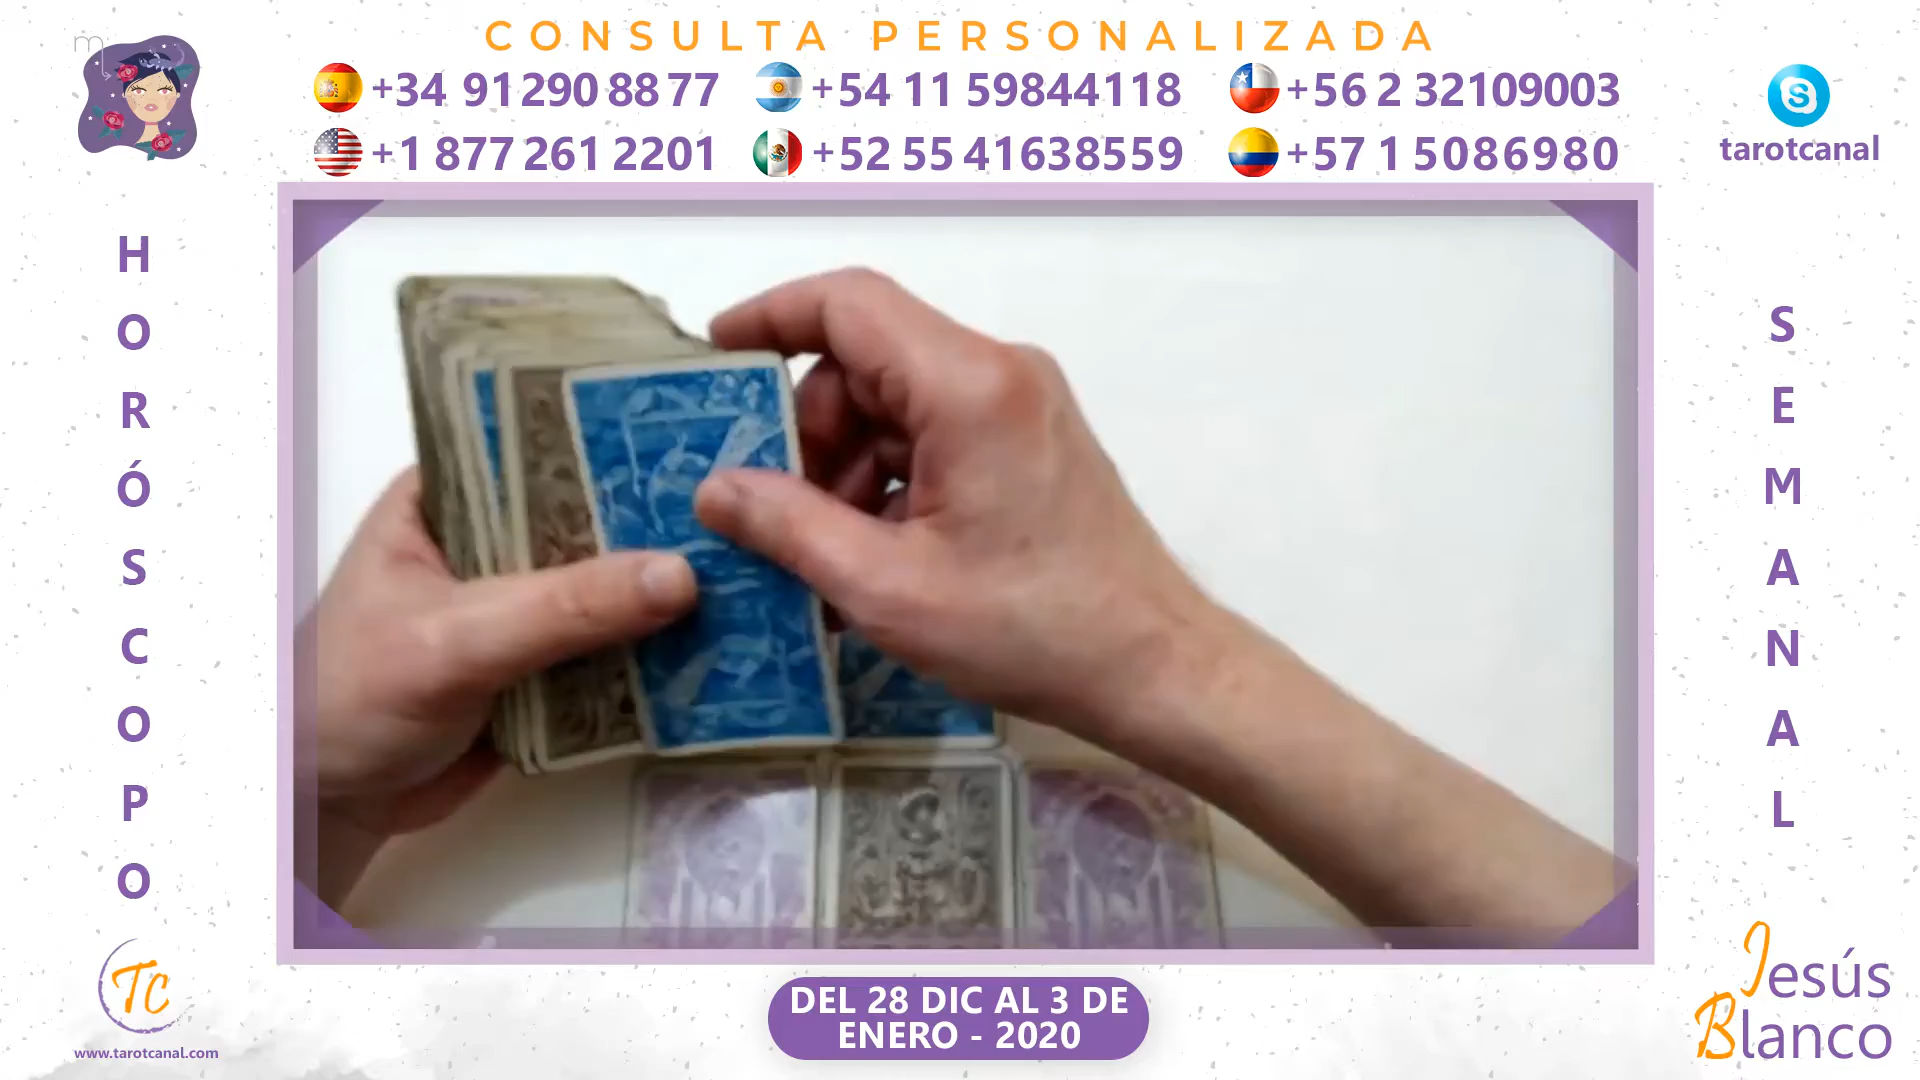 CONSULTA PERSONALIZADA
+34 91 290 88 77
+54 11 59844118
+56 2 32109003
+1 877 261 2201
+52 55 41638559
+57 1 5086980
tarotcanal
HORÓSCOPO
SEMANAL
TC
www.tarotcanal.com
DEL 28 DIC AL 3 DE
ENERO - 2020
Jesús
Blanco